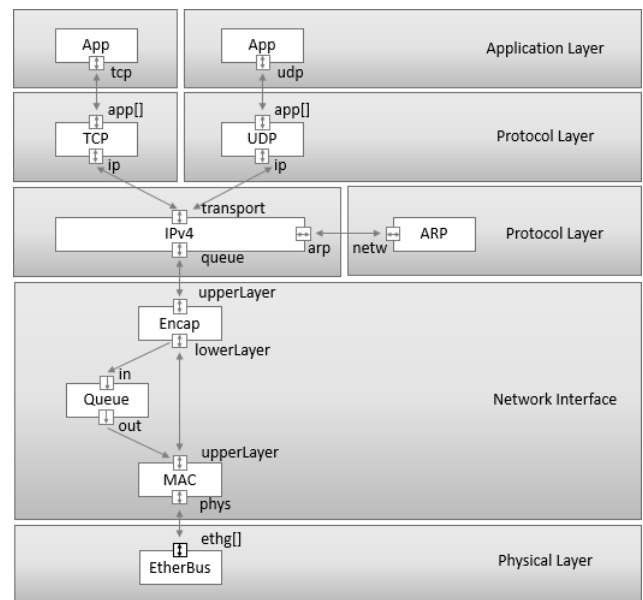 App App Application Layer
tcp udp
app[] app[]
TCP UDP Protocol Layer
ip ip
transport
IPv4 ARP Protocol Layer
queue arp netw
upperLayer
Encap
lowerLayer
in
Queue Network Interface
out
upperLayer
MAC
phys
ethg[]
EtherBus Physical Layer